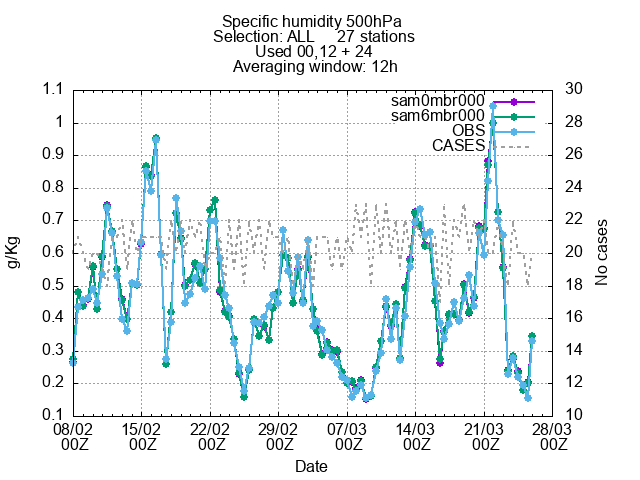 Specific humidity 500hPa
Selection: ALL 27 stations
Used 00,12 + 24
Averaging window: 12h
sam0mbr000
sam6mbr000
OBS
CASES
1.1
1
0.9
0.8
0.7
0.6
0.5
0.4
0.3
0.2
0.1
g/Kg
30
28
26
24
22
20
18
16
14
12
10
No cases
08/02 15/02 22/02 29/02 07/03 14/03 21/03 28/03
00Z 00Z 00Z 00Z 00Z 00Z 00Z 00Z
Date